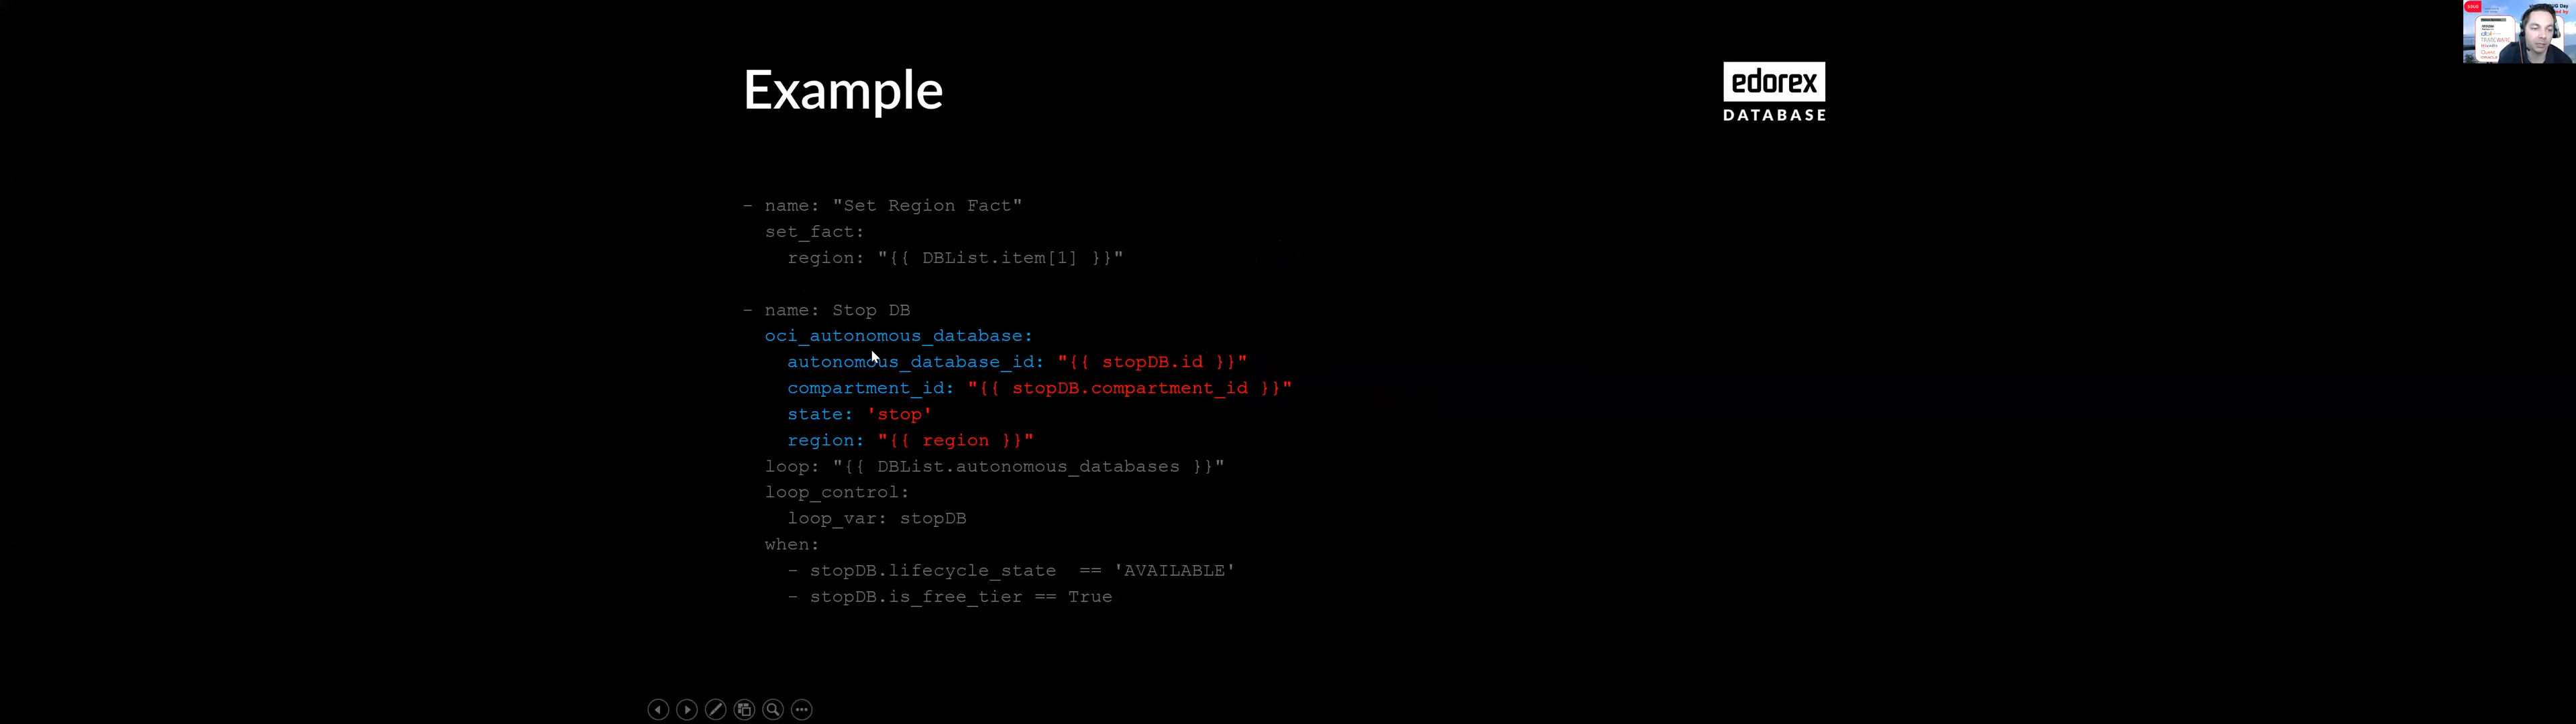 Example
edorex
DATABASE
- name: "Set Region Fact"
set_fact:
region: "{{ DBList.item[1] }}"
- name: Stop DB
oci_autonomous_database:
autonomous_database_id: "{{ stopDB.id }}"
compartment_id: "{{ stopDB.compartment_id }}"
state: 'stop'
region: "{{ region }}"
loop: "{{ DBList.autonomous_databases }}"
loop_control:
loop_var: stopDB
when:
- stopDB.lifecycle_state  == 'AVAILABLE'
- stopDB.is_free_tier == True